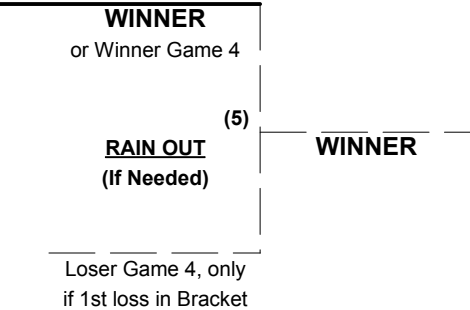 WINNER
or Winner Game 4
(5)
RAIN OUT
WINNER
(If Needed)
Loser Game 4, only
if 1st loss in Bracket